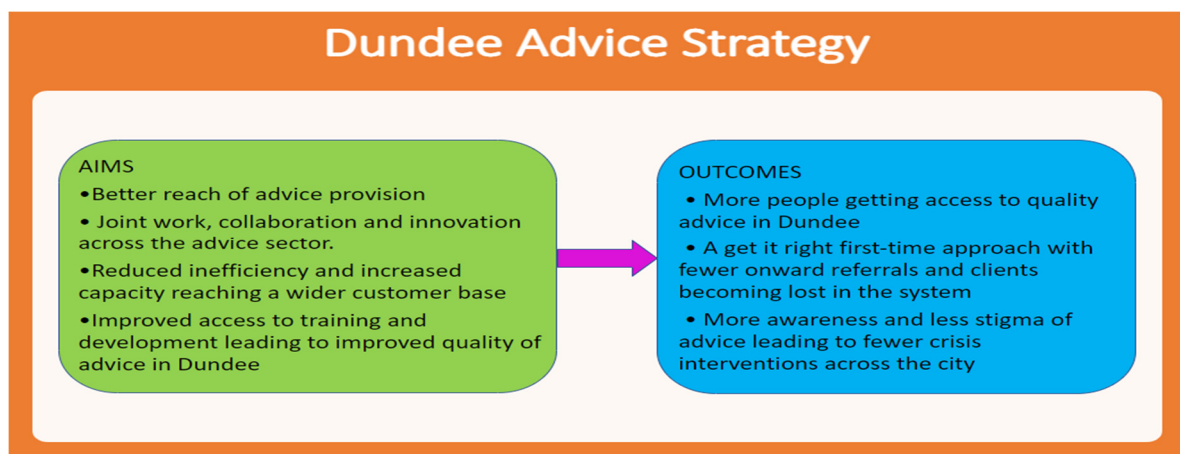 Dundee Advice Strategy
AIMS
•Better reach of advice provision
• Joint work, collaboration and innovation
across the advice sector.
•Reduced inefficiency and increased
capacity reaching a wider customer base
•Improved access to training and
development leading to improved quality of
advice in Dundee
OUTCOMES
• More people getting access to quality
advice in Dundee
• A get it right first-time approach with
fewer onward referrals and clients
becoming lost in the system
• More awareness and less stigma of
advice leading to fewer crisis
interventions across the city